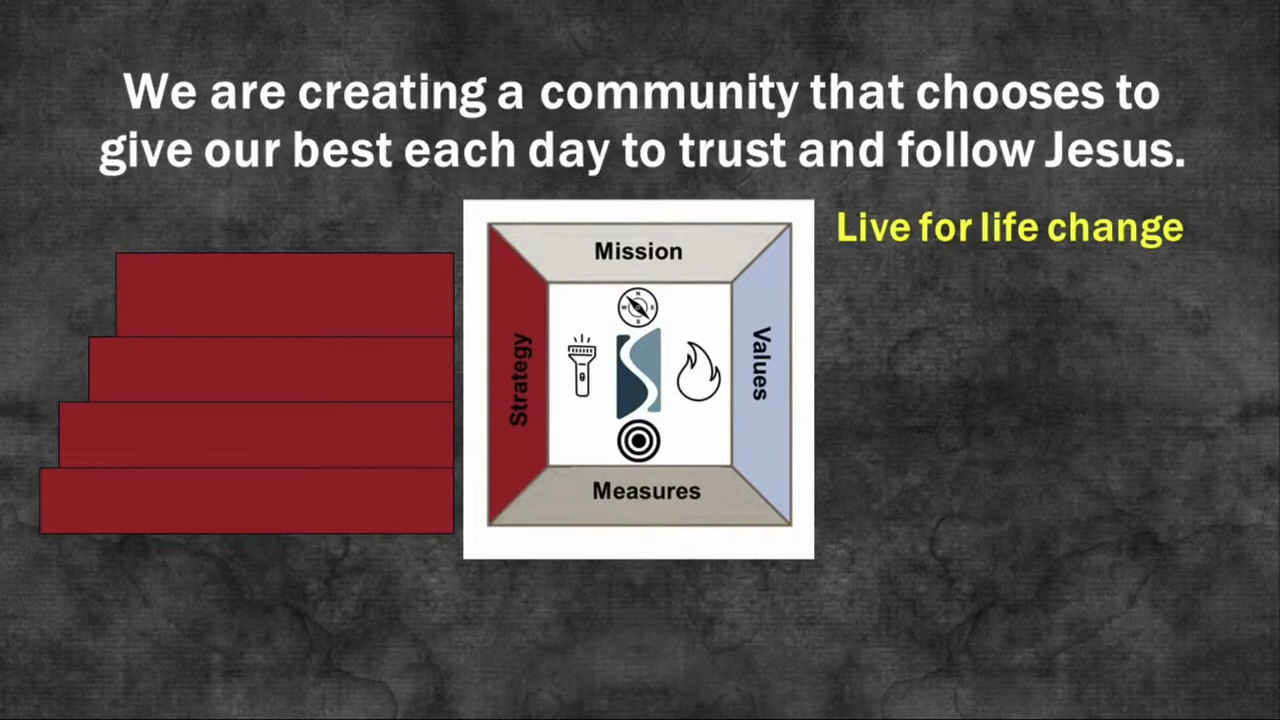 We are creating a community that chooses to
give our best each day to trust and follow Jesus.
Live for life change
Mission
N
W E
S
Strategy
Values
Measures